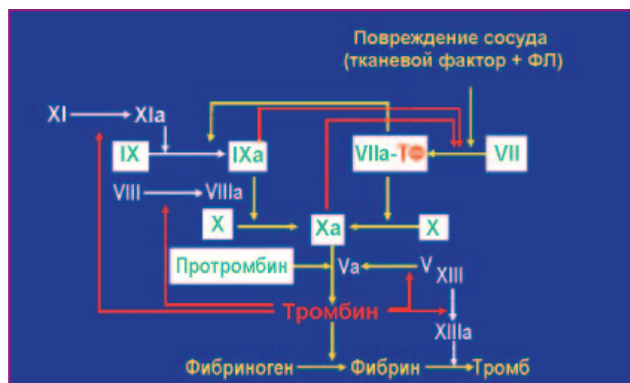 Повреждение сосуда
(тканевой фактор + ФЛ)
XI XIa
IX IXa VIIa-ТФ VII
VIII VIIIa
X Xa X
Протромбин Va V XIII
Тромбин
XIIIa
Фибриноген Фибрин Тромб